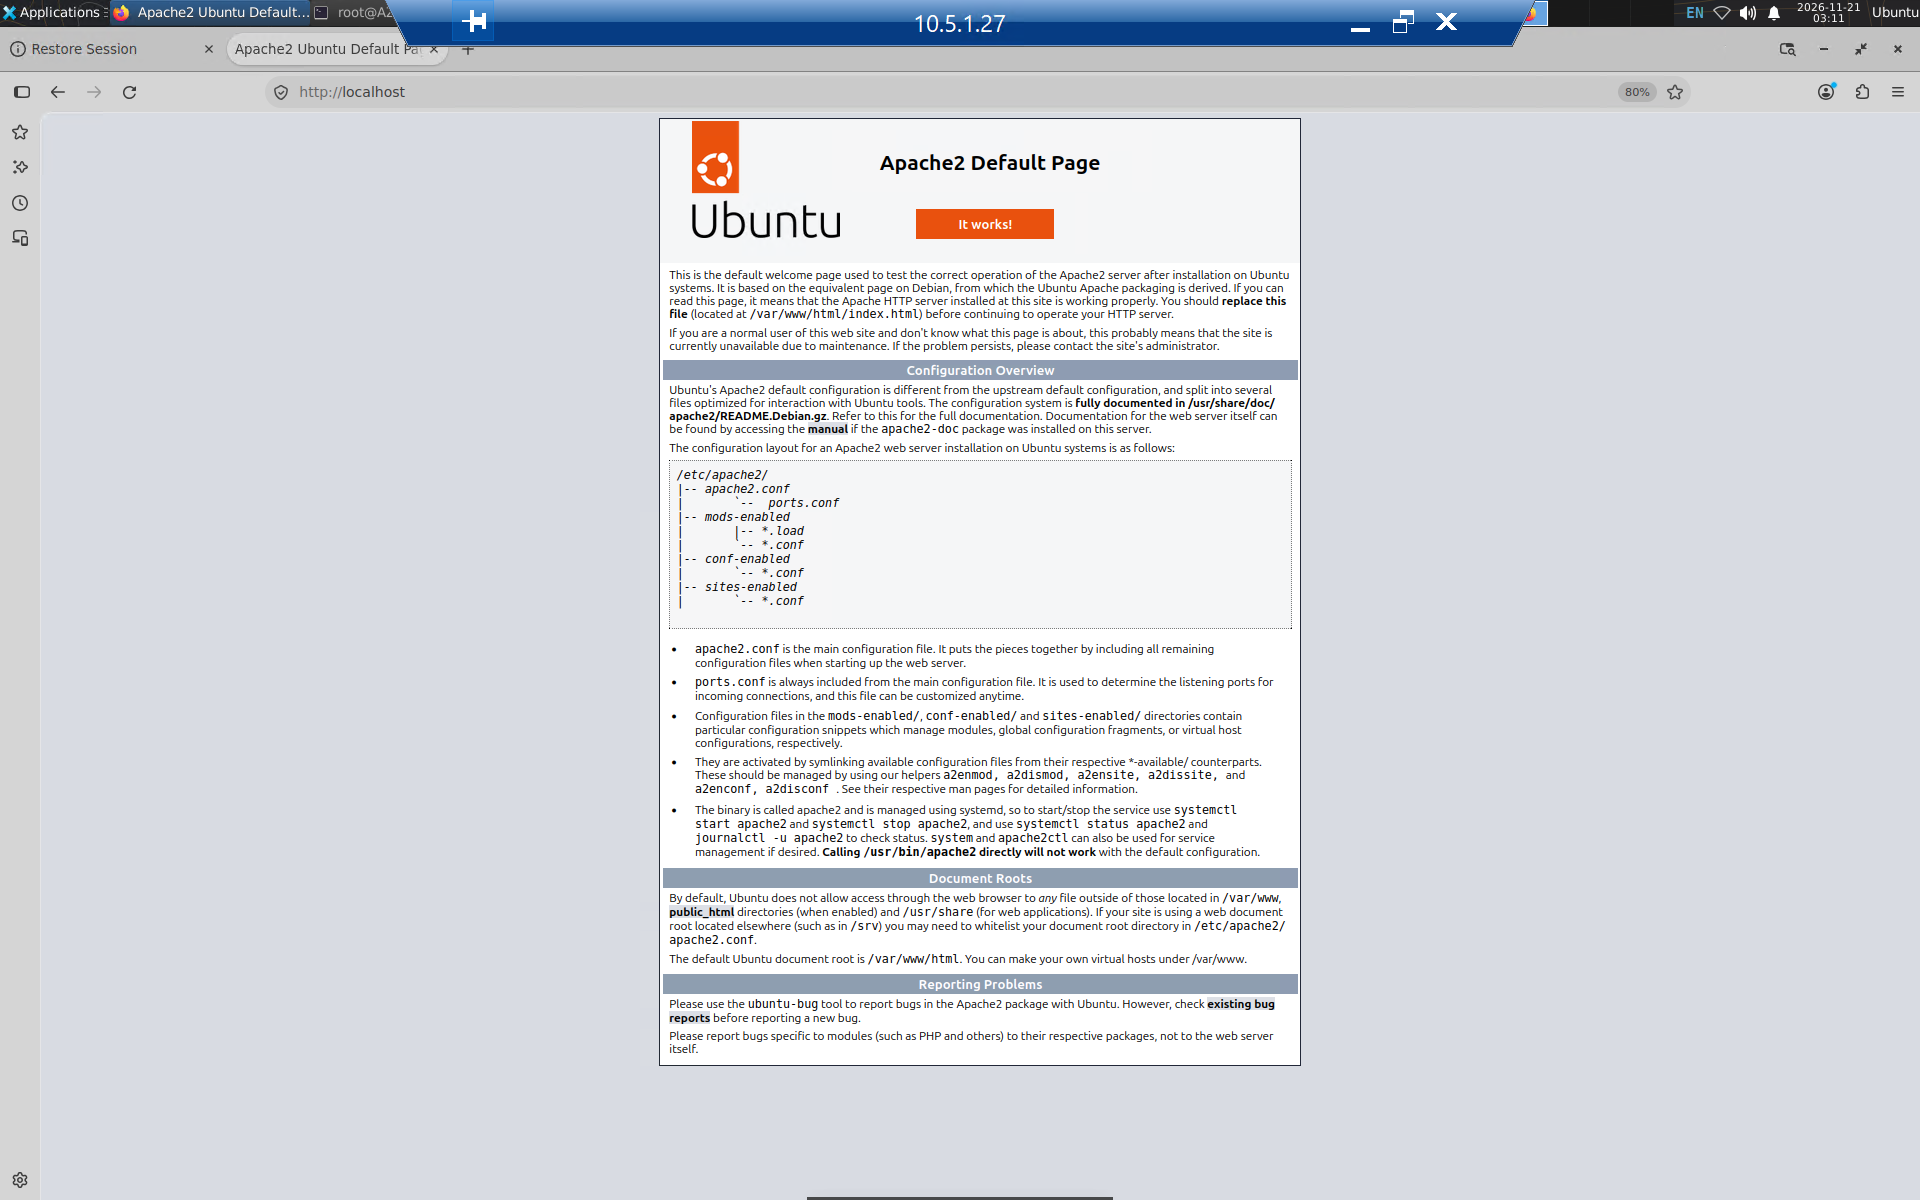 Applications
Apache2 Ubuntu Default...
root@A
10.5.1.27
EN
2026-11-21
03:11
Ubuntu
Restore Session
Apache2 Ubuntu Default
http://localhost
80%
Ubuntu
Apache2 Default Page
It works!
This is the default welcome page used to test the correct operation of the Apache2 server after installation on Ubuntu
systems. It is based on the equivalent page on Debian, from which the Ubuntu Apache packaging is derived. If you can
read this page, it means that the Apache HTTP server installed at this site is working properly. You should replace this
file (located at /var/www/html/index.html) before continuing to operate your HTTP server.
If you are a normal user of this web site and don't know what this page is about, this probably means that the site is
currently unavailable due to maintenance. If the problem persists, please contact the site's administrator.
Configuration Overview
Ubuntu's Apache2 default configuration is different from the upstream default configuration, and split into several
files optimized for interaction with Ubuntu tools. The configuration system is fully documented in /usr/share/doc/
apache2/README.Debian.gz. Refer to this for the full documentation. Documentation for the web server itself can
be found by accessing the manual if the apache2-doc package was installed on this server.
The configuration layout for an Apache2 web server installation on Ubuntu systems is as follows:
/etc/apache2/
|-- apache2.conf
|       `--  ports.conf
|-- mods-enabled
|       |-- *.load
|       `-- *.conf
|-- conf-enabled
|       `-- *.conf
|-- sites-enabled
|       `-- *.conf
• apache2.conf is the main configuration file. It puts the pieces together by including all remaining
configuration files when starting up the web server.
• ports.conf is always included from the main configuration file. It is used to determine the listening ports for
incoming connections, and this file can be customized anytime.
• Configuration files in the mods-enabled/, conf-enabled/ and sites-enabled/ directories contain
particular configuration snippets which manage modules, global configuration fragments, or virtual host
configurations, respectively.
• They are activated by symlinking available configuration files from their respective *-available/ counterparts.
These should be managed by using our helpers a2enmod, a2dismod, a2ensite, a2dissite, and
a2enconf, a2disconf . See their respective man pages for detailed information.
• The binary is called apache2 and is managed using systemd, so to start/stop the service use systemctl
start apache2 and systemctl stop apache2, and use systemctl status apache2 and
journalctl -u apache2 to check status. system and apache2ctl can also be used for service
management if desired. Calling /usr/bin/apache2 directly will not work with the default configuration.
Document Roots
By default, Ubuntu does not allow access through the web browser to any file outside of those located in /var/www,
public_html directories (when enabled) and /usr/share (for web applications). If your site is using a web document
root located elsewhere (such as in /srv) you may need to whitelist your document root directory in /etc/apache2/
apache2.conf.
The default Ubuntu document root is /var/www/html. You can make your own virtual hosts under /var/www.
Reporting Problems
Please use the ubuntu-bug tool to report bugs in the Apache2 package with Ubuntu. However, check existing bug
reports before reporting a new bug.
Please report bugs specific to modules (such as PHP and others) to their respective packages, not to the web server
itself.